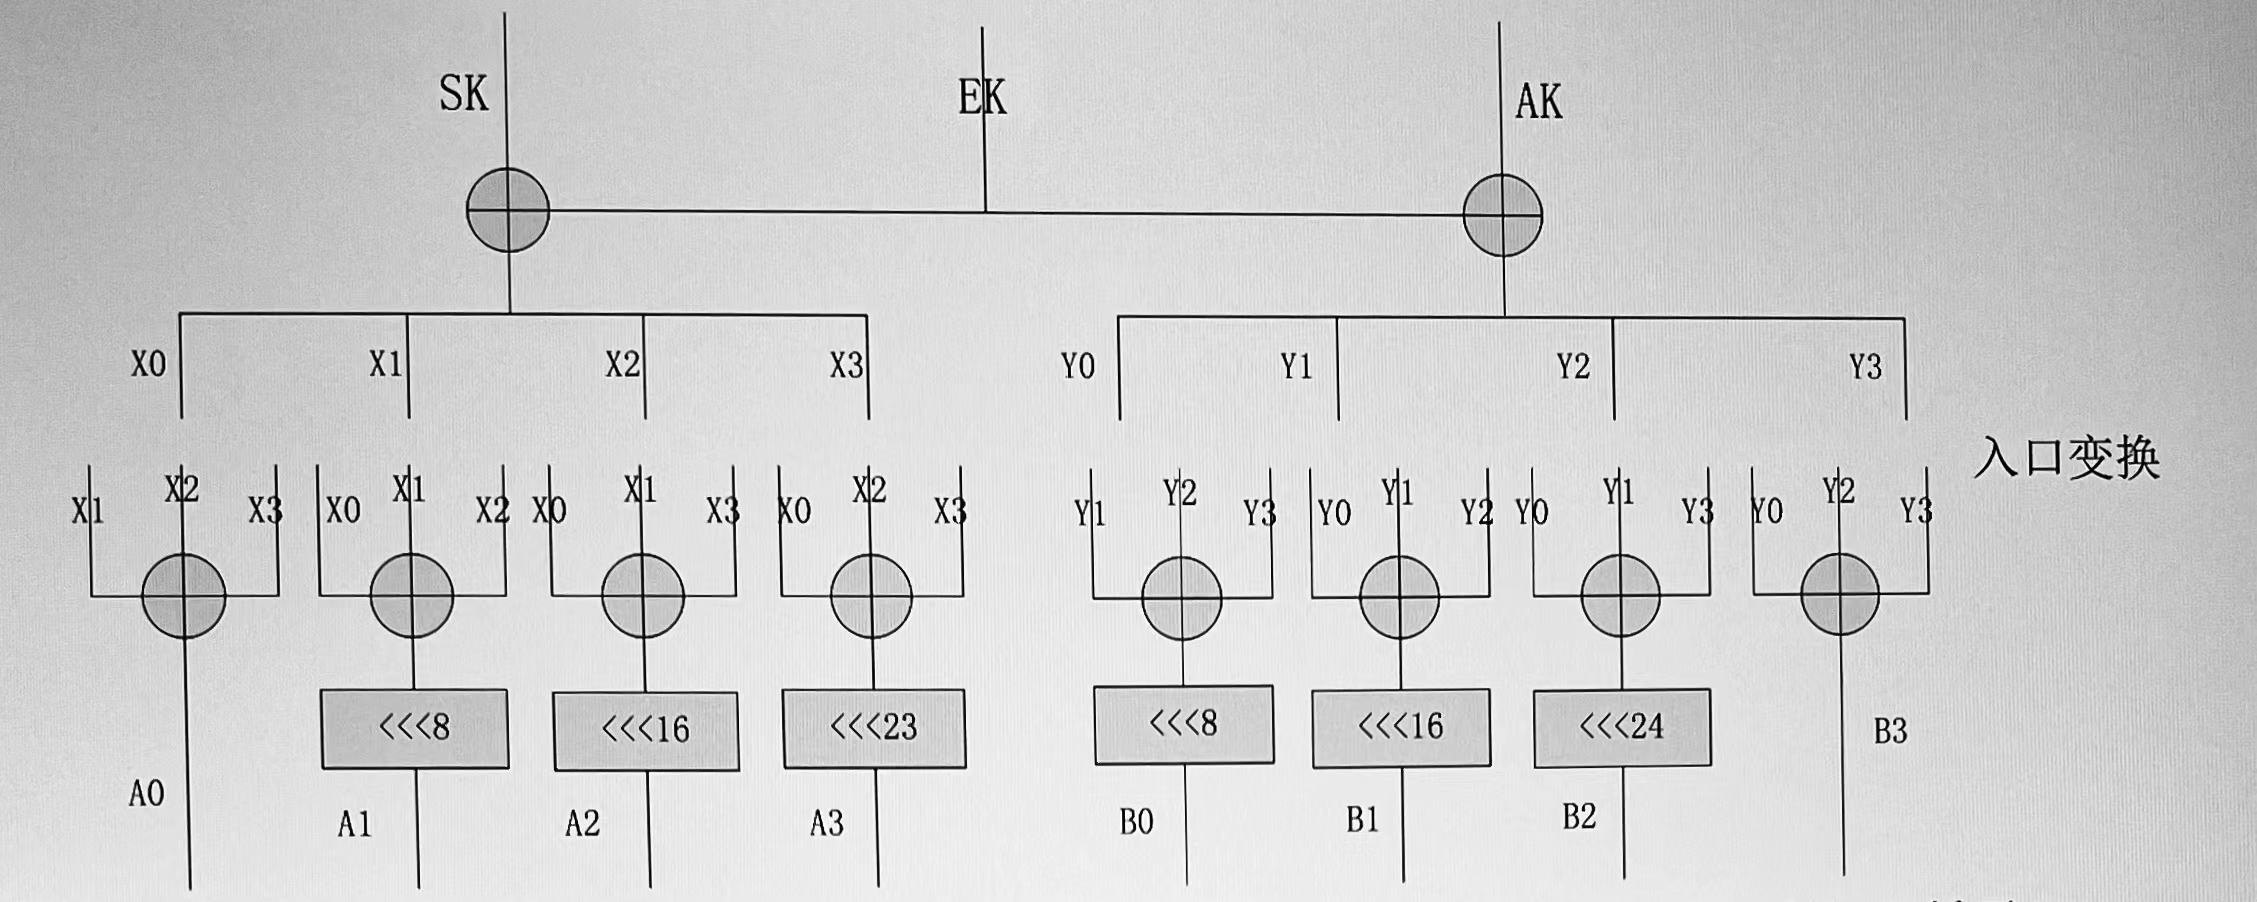 SK EK AK
X0 X1 X2 X3 Y0 Y1 Y2 Y3
入口变换
X1 X2 X3 X0 X1 X2 X0 X1 X3 X0 X2 X3 Y1 Y2 Y3 Y0 Y1 Y2 Y0 Y1 Y3 Y0 Y2 Y3
<<<8 <<<16 <<<23 <<<8 <<<16 <<<24 B3
A0 A1 A2 A3 B0 B1 B2